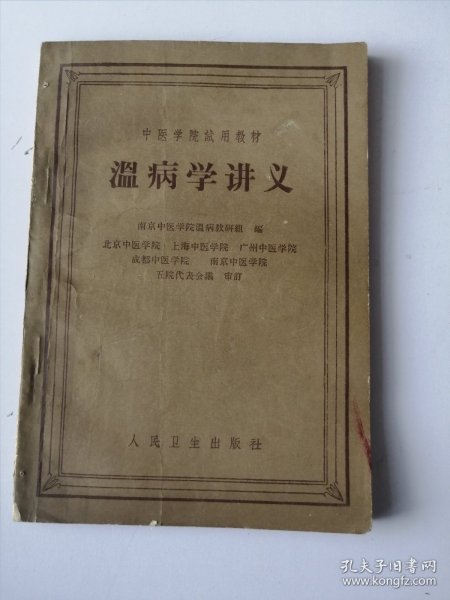 中医学院試用教材
溫病学讲义
南京中医学院溫病教研組 編
北京中医学院 上海中医学院 广州中医学院
成都中医学院 南京中医学院
五院代表会議 审訂
人民卫生出版社
孔夫子旧书网
www.kongfz.com